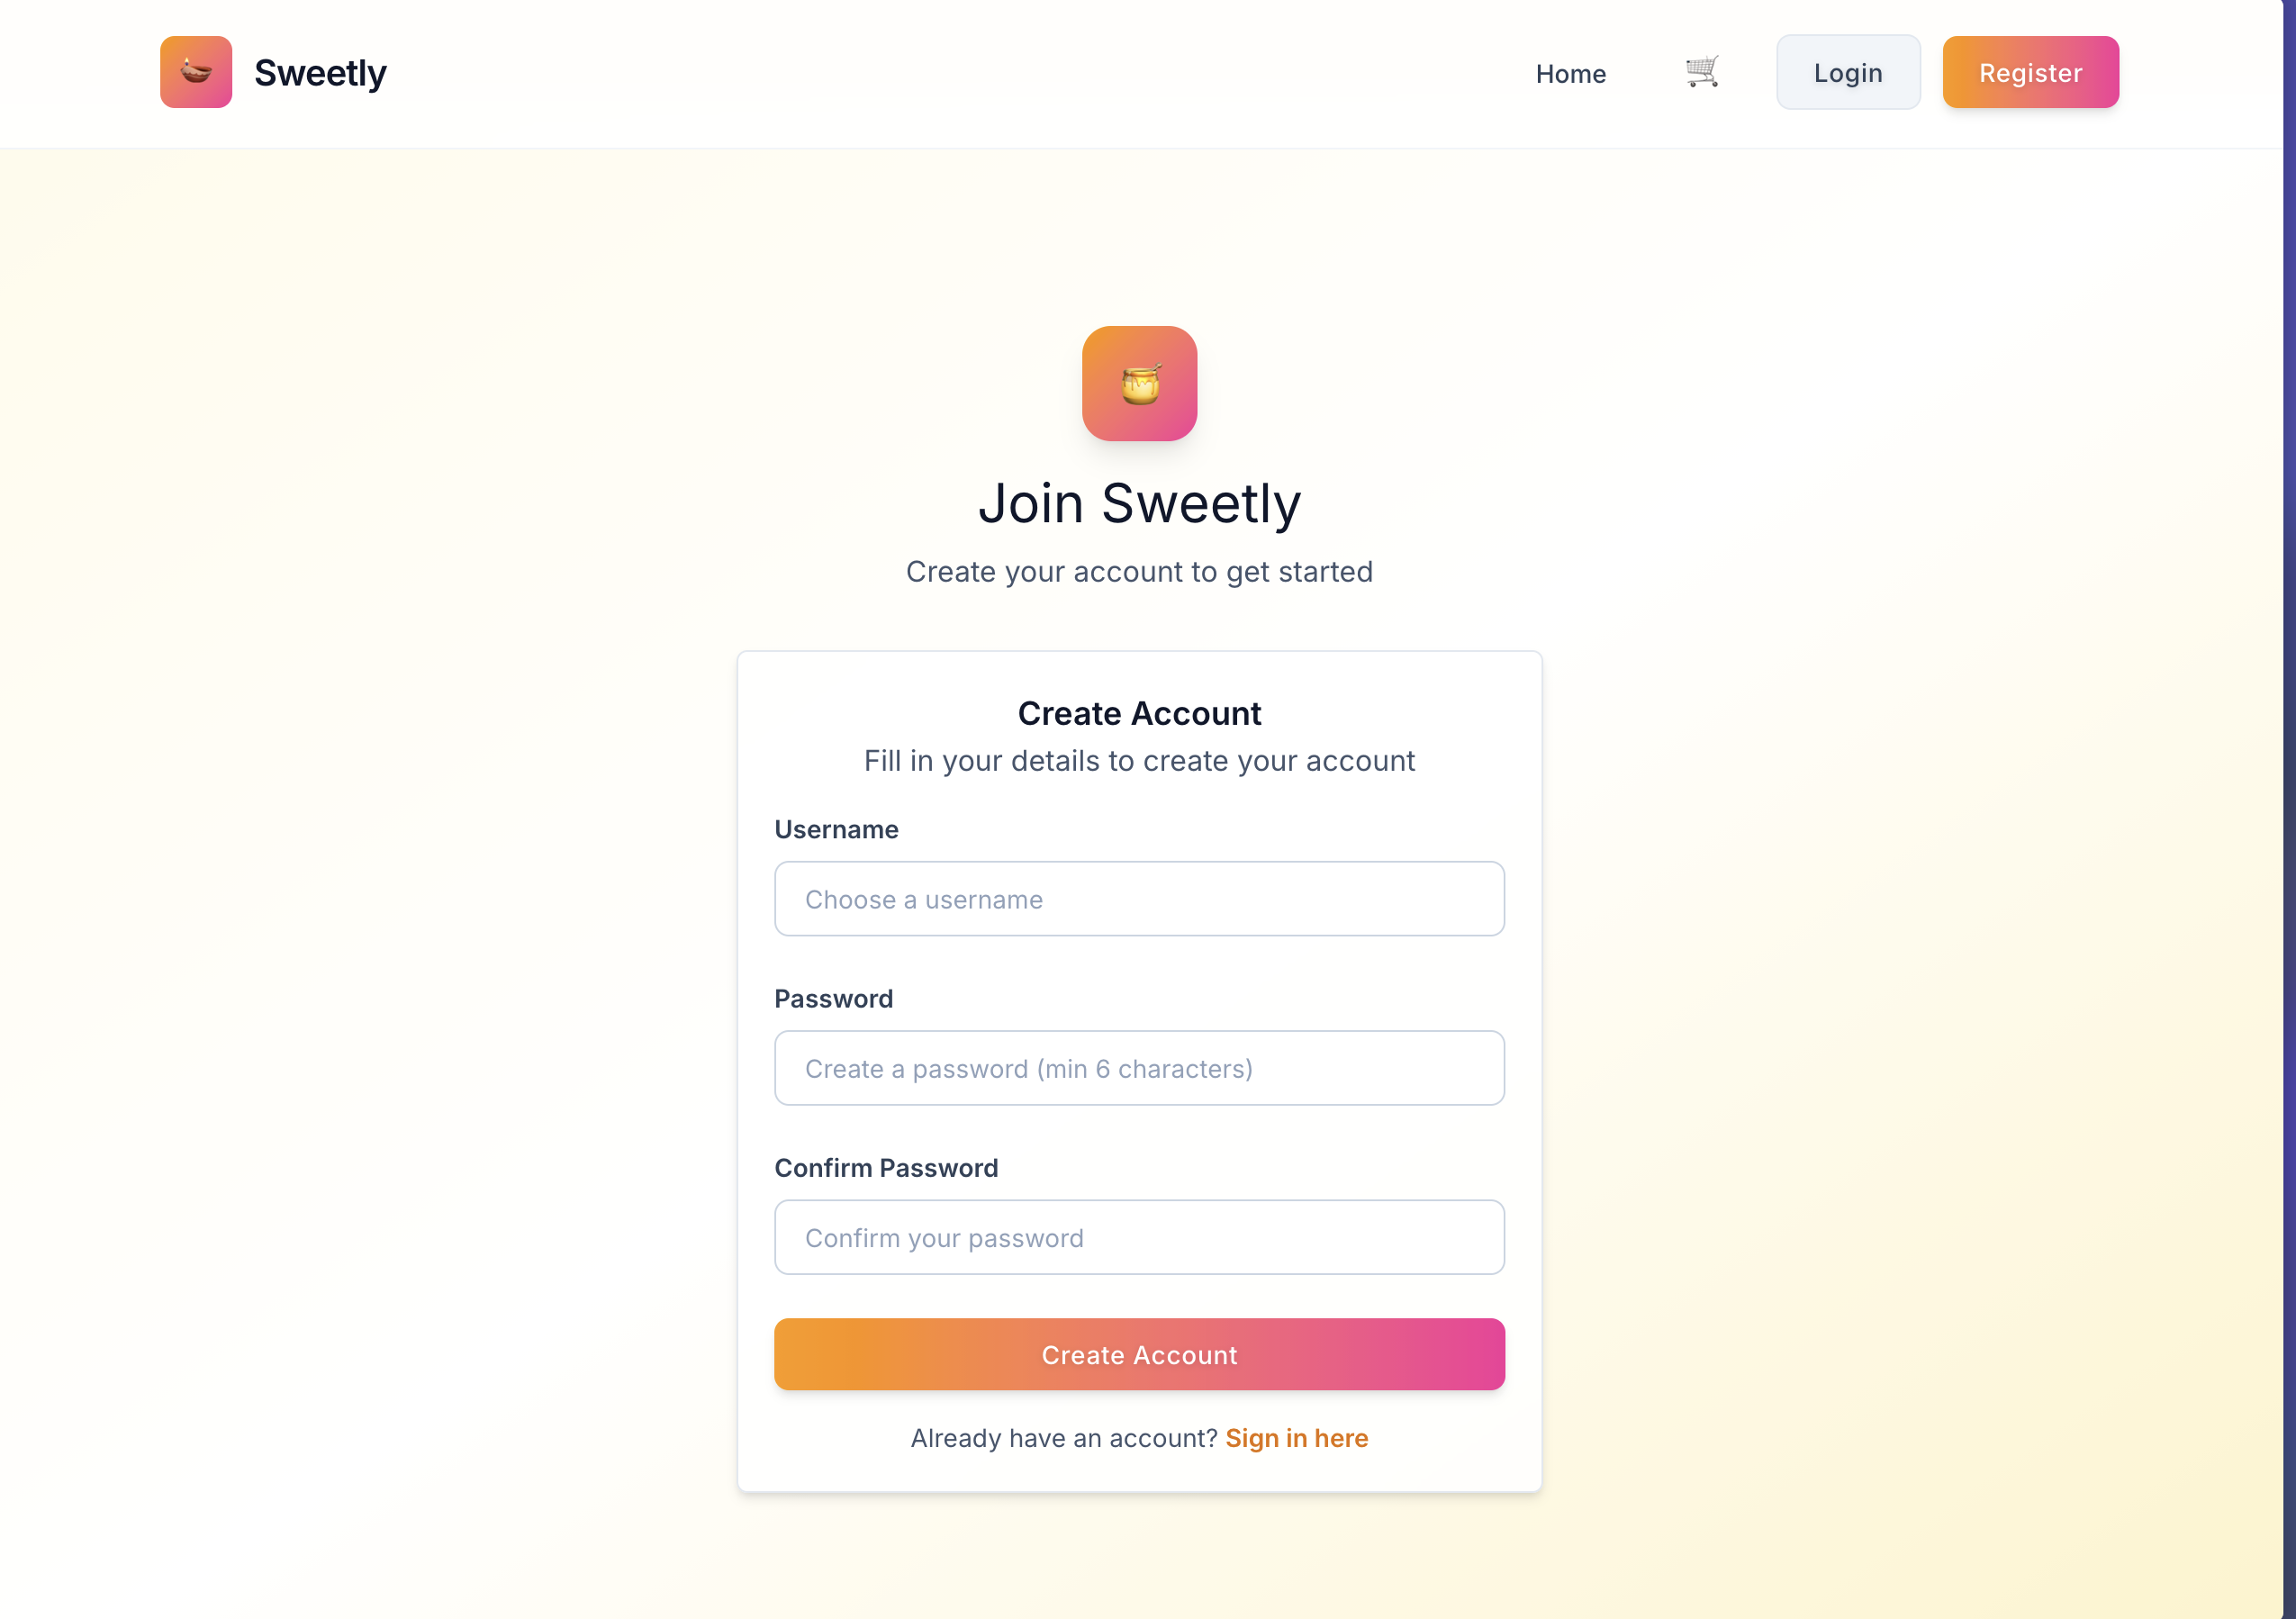 Sweetly
Home
Login
Register
Join Sweetly
Create your account to get started
Create Account
Fill in your details to create your account
Username
Choose a username
Password
Create a password (min 6 characters)
Confirm Password
Confirm your password
Create Account
Already have an account? Sign in here